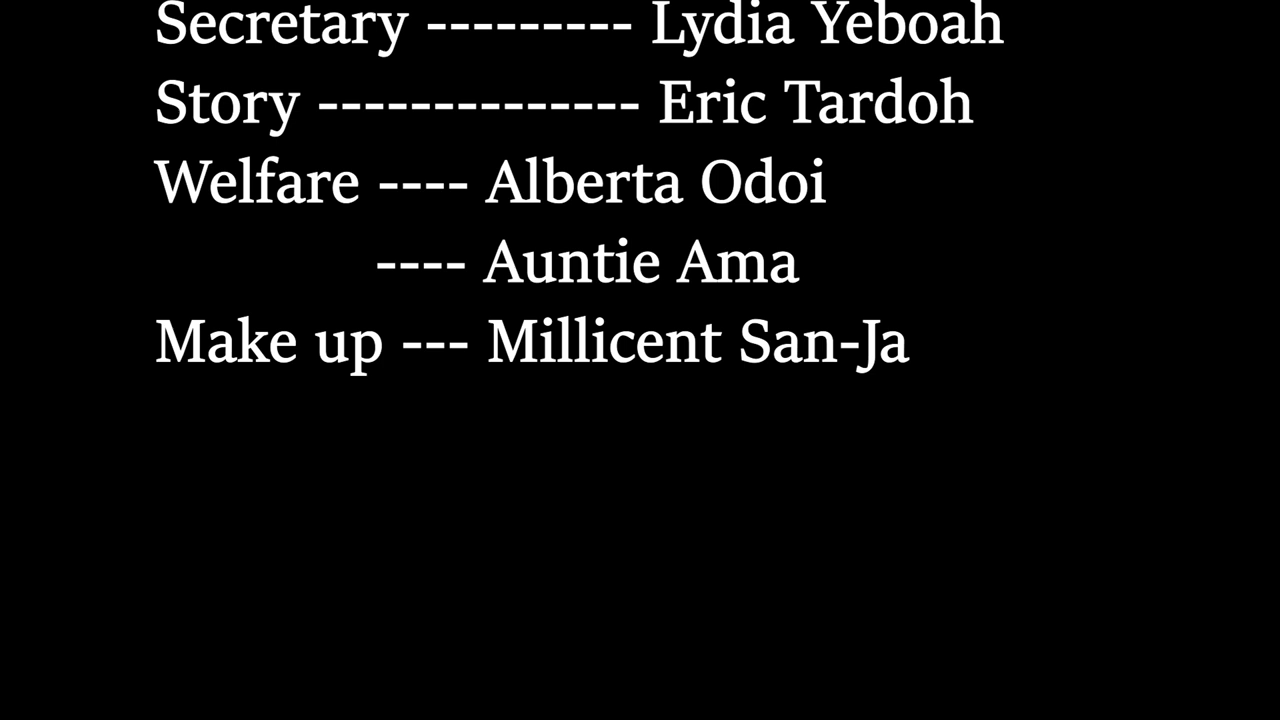 Secretary --------- Lydia Yeboah
Story -------------- Eric Tardoh
Welfare ---- Alberta Odoi
---- Auntie Ama
Make up --- Millicent San-Ja